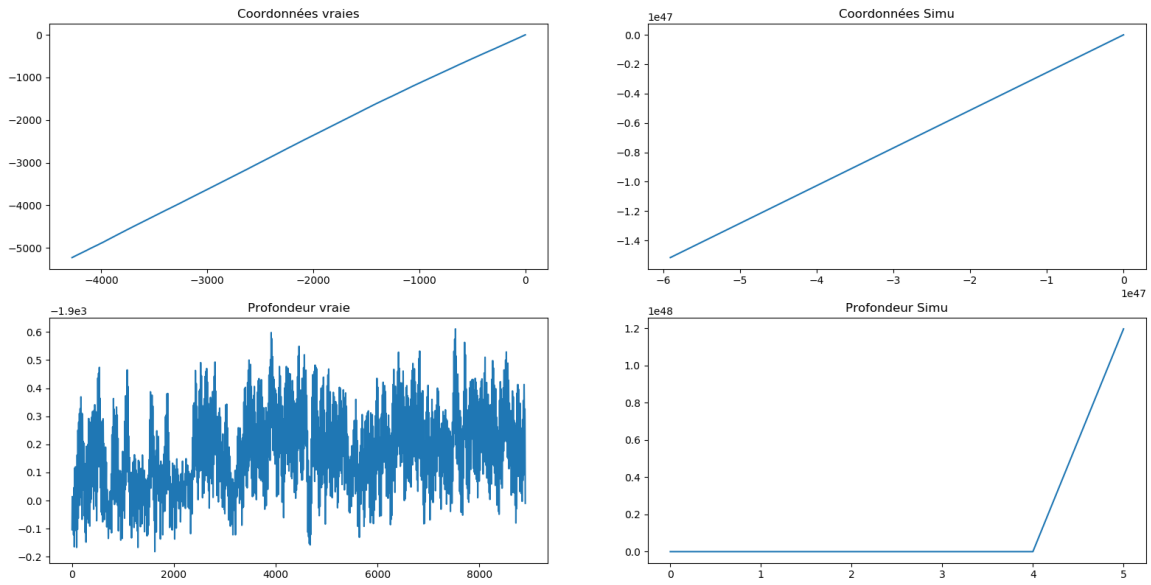 Coordonnées vraies
0
−1000
−2000
−3000
−4000
−5000
−4000 −3000 −2000 −1000 0
Coordonnées Simu
1e47
0.0
−0.2
−0.4
−0.6
−0.8
−1.0
−1.2
−1.4
−6 −5 −4 −3 −2 −1 0
1e47
Profondeur vraie
−1.9e3
0.6
0.5
0.4
0.3
0.2
0.1
0.0
−0.1
−0.2
0 2000 4000 6000 8000
Profondeur Simu
1e48
1.2
1.0
0.8
0.6
0.4
0.2
0.0
0 1 2 3 4 5